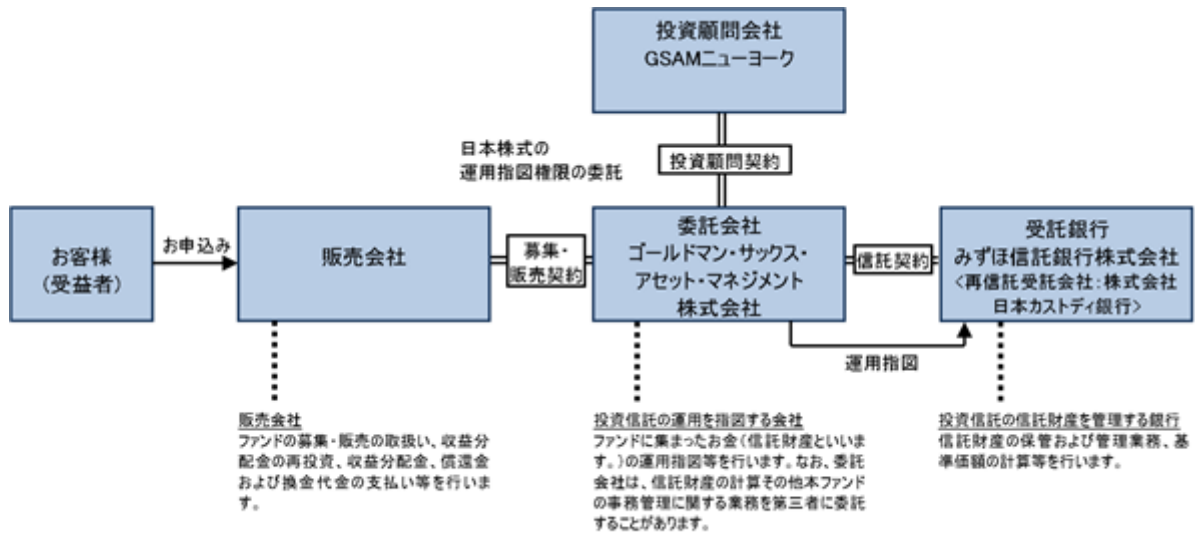 投資顧問会社
GSAMニューヨーク
日本株式の
運用指図権限の委託
投資顧問契約
お客様
(受益者)
お申込み
販売会社
募集・
販売契約
委託会社
ゴールドマン・サックス・
アセット・マネジメント
株式会社
信託契約
受託銀行
みずほ信託銀行株式会社
<再信託受託会社:株式会社
日本カストディ銀行>
運用指図
販売会社
ファンドの募集・販売の取扱い、収益分
配金の再投資、収益分配金、償還金
および換金代金の支払い等を行いま
す。
投資信託の運用を指図する会社
ファンドに集まったお金(信託財産といいま
す。)の運用指図等を行います。なお、委託
会社は、信託財産の計算その他本ファンド
の事務管理に関する業務を第三者に委託
することがあります。
投資信託の信託財産を管理する銀行
信託財産の保管および管理業務、基
準価額の計算等を行います。